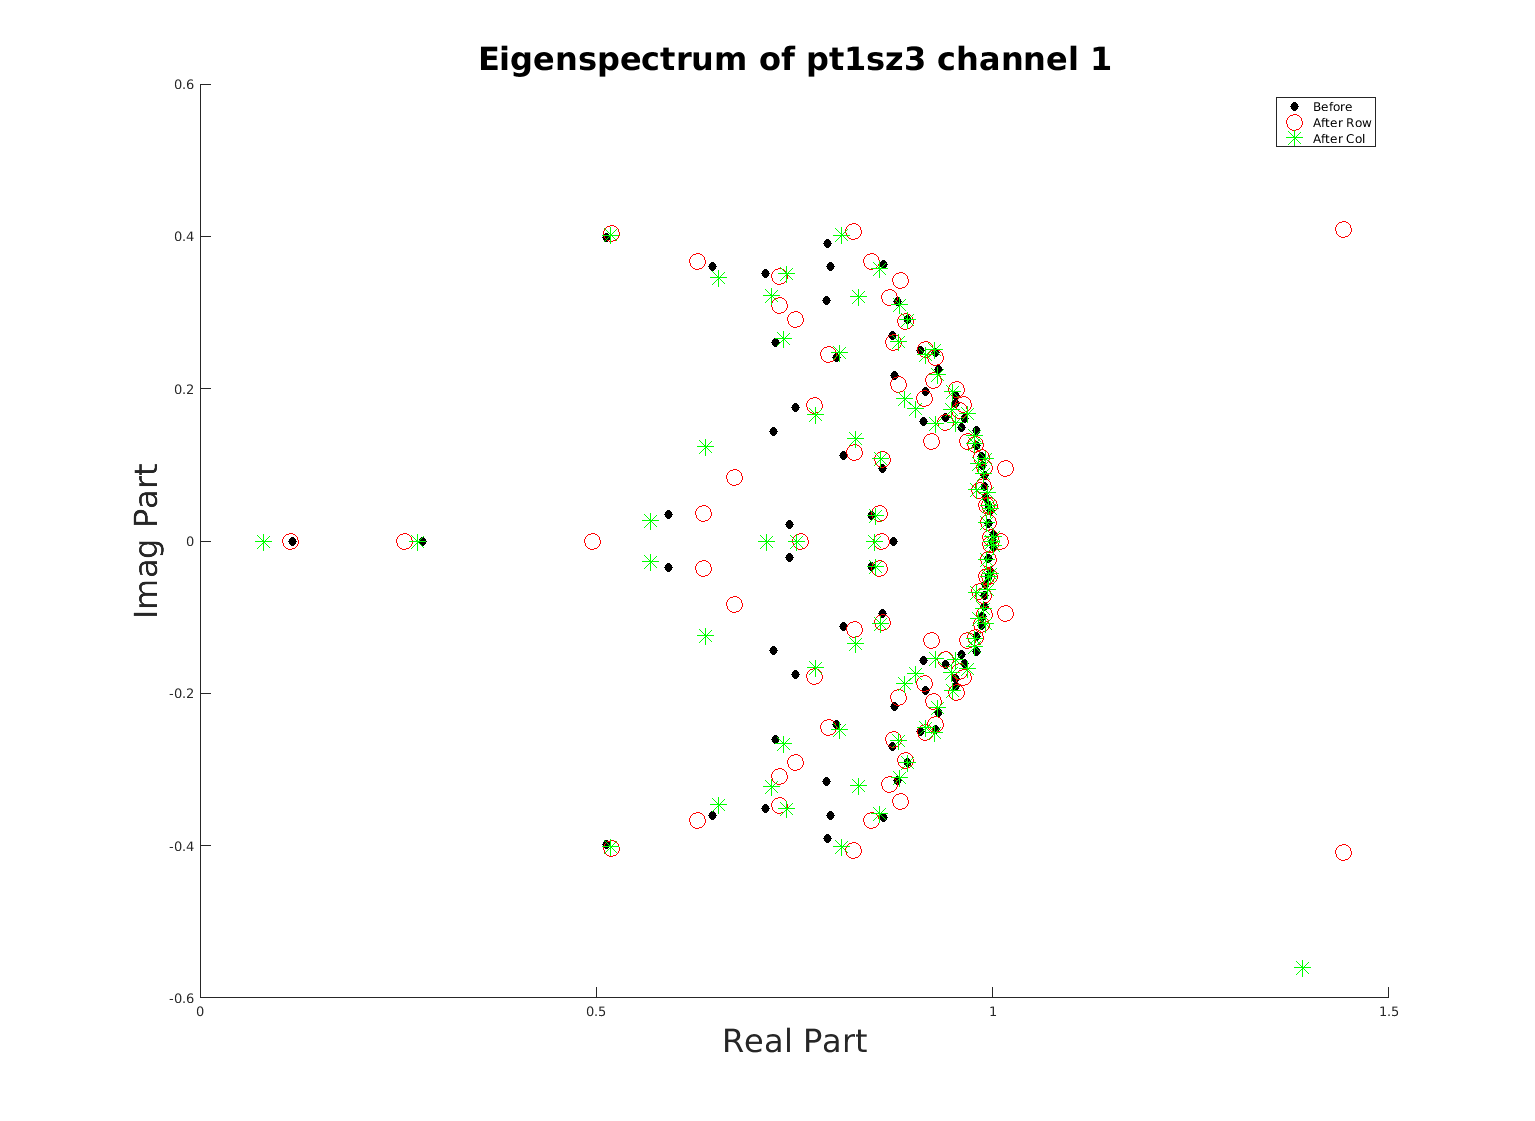 Eigenspectrum of pt1sz3 channel 1
0.6
Before
After Row
After Col
0.4
0.2
Imag Part
0
-0.2
-0.4
-0.6
0
0.5
1
1.5
Real Part